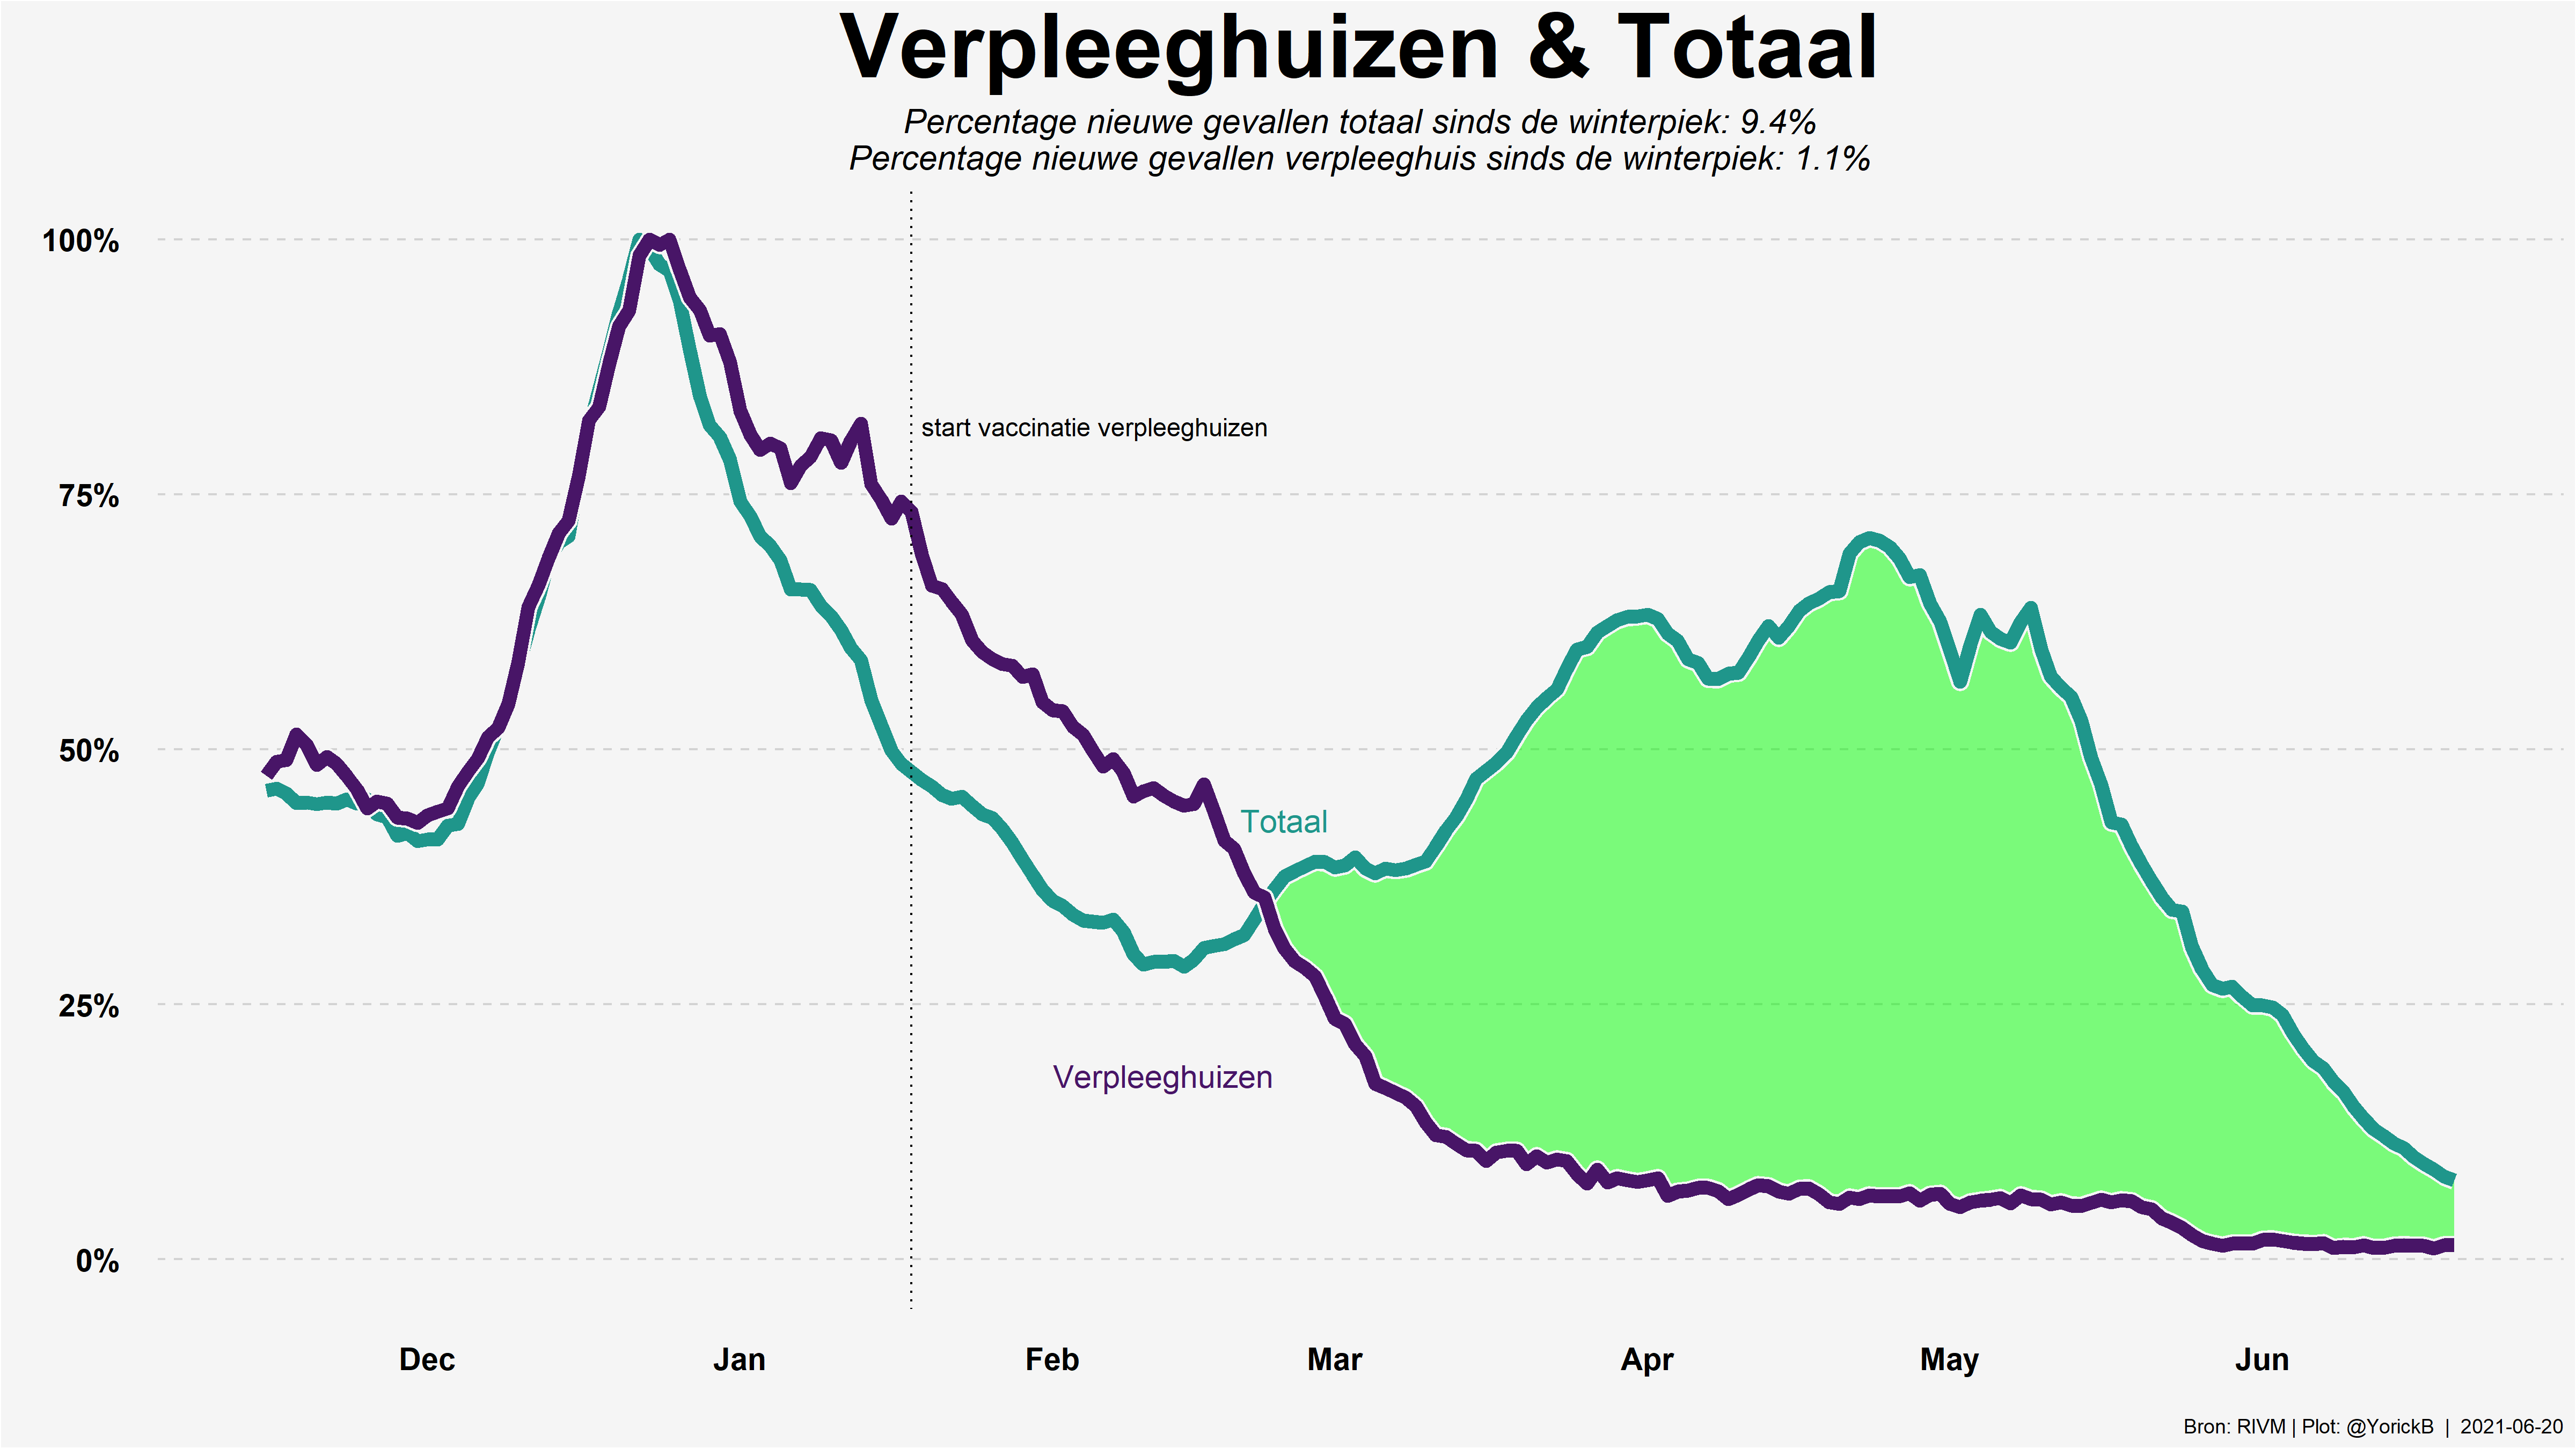 Verpleeghuizen & Totaal
Percentage nieuwe gevallen totaal sinds de winterpiek: 9.4%
Percentage nieuwe gevallen verpleeghuis sinds de winterpiek: 1.1%
100%
start vaccinatie verpleeghuizen
75%
50%
Totaal
25%
Verpleeghuizen
0%
Dec Jan Feb Mar Apr May Jun
Bron: RIVM | Plot: @YorickB | 2021-06-20